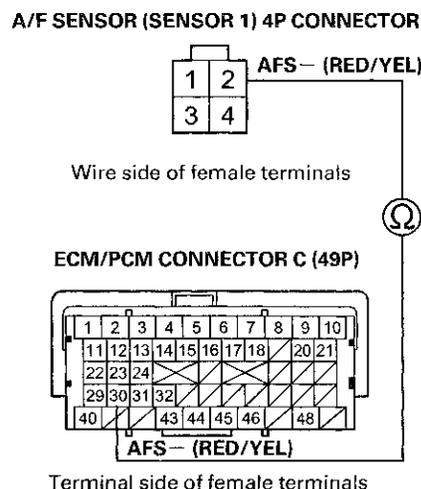 A/F SENSOR (SENSOR 1) 4P CONNECTOR
1 2
AFS− (RED/YEL)
3 4
Wire side of female terminals
Ω
ECM/PCM CONNECTOR C (49P)
1 2 3 4 5 6 7 8 9 10
11 12 13 14 15 16 17 18 20 21
22 23 24
29 30 31 32
40 43 44 45 46 48
AFS− (RED/YEL)
Terminal side of female terminals